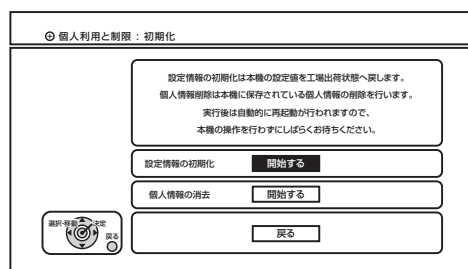 個人利用と制限：初期化
設定情報の初期化は本機の設定値を工場出荷状態へ戻します。
個人情報削除は本機に保存されている個人情報の削除を行います。
実行後は自動的に再起動が行われますので、
本機の操作を行わずにしばらくお待ちください。
設定情報の初期化 開始する
個人情報の消去 開始する
戻る
選択・移動 決定
戻る